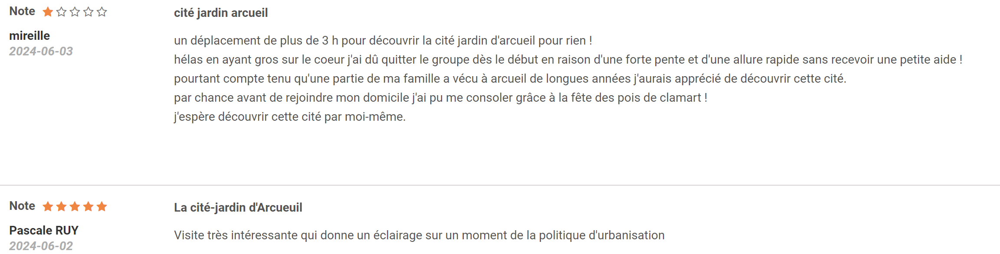 Note
cité jardin arcueil
mireille
2024-06-03
un déplacement de plus de 3 h pour découvrir la cité jardin d'arcueil pour rien !
hélas en ayant gros sur le coeur j'ai dû quitter le groupe dès le début en raison d'une forte pente et d'une allure rapide sans recevoir une petite aide !
pourtant compte tenu qu'une partie de ma famille a vécu à arcueil de longues années j'aurais apprécié de découvrir cette cité.
par chance avant de rejoindre mon domicile j'ai pu me consoler grâce à la fête des pois de clamart !
j'espère découvrir cette cité par moi-même.
Note
La cité-jardin d'Arcueuil
Pascale RUY
2024-06-02
Visite très intéressante qui donne un éclairage sur un moment de la politique d'urbanisation